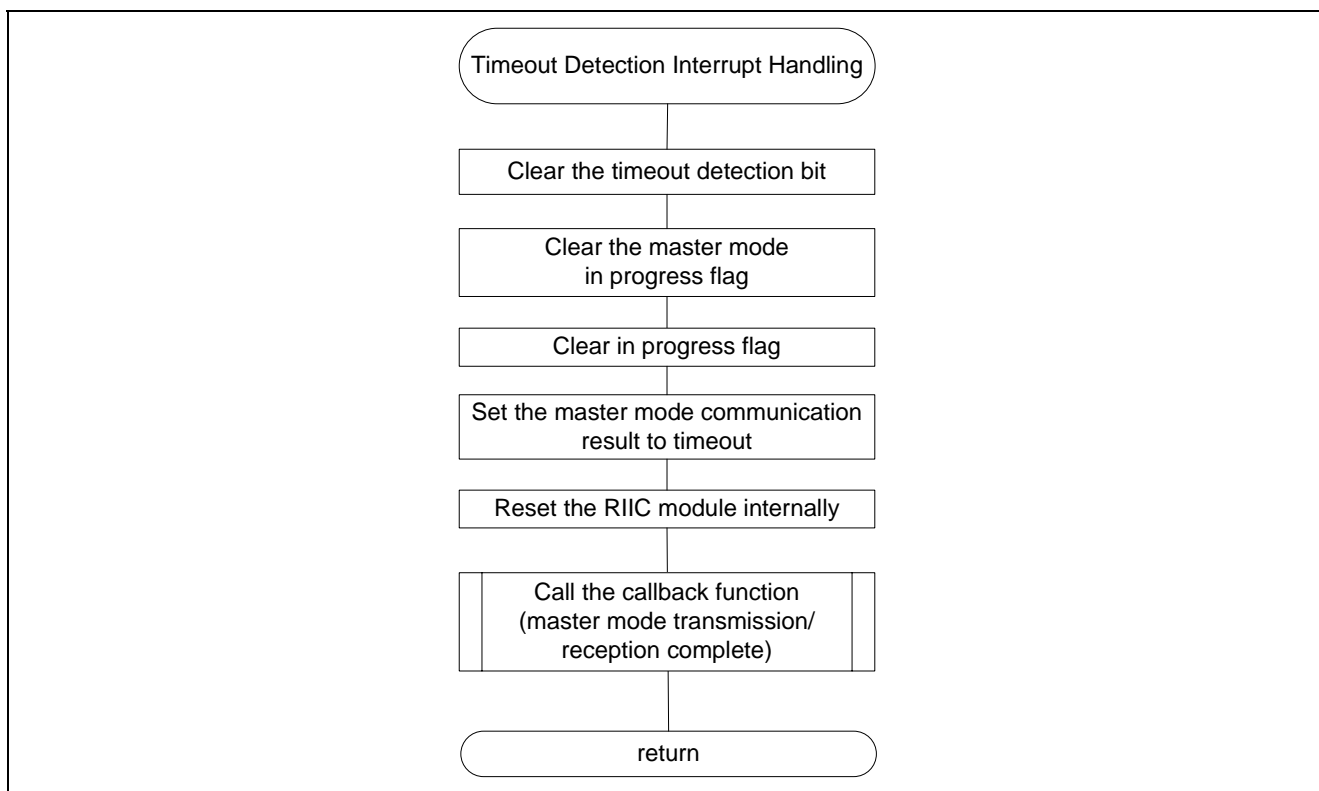 Timeout Detection Interrupt Handling
Clear the timeout detection bit
Clear the master mode
in progress flag
Clear in progress flag
Set the master mode communication
result to timeout
Reset the RIIC module internally
Call the callback function
(master mode transmission/
reception complete)
return